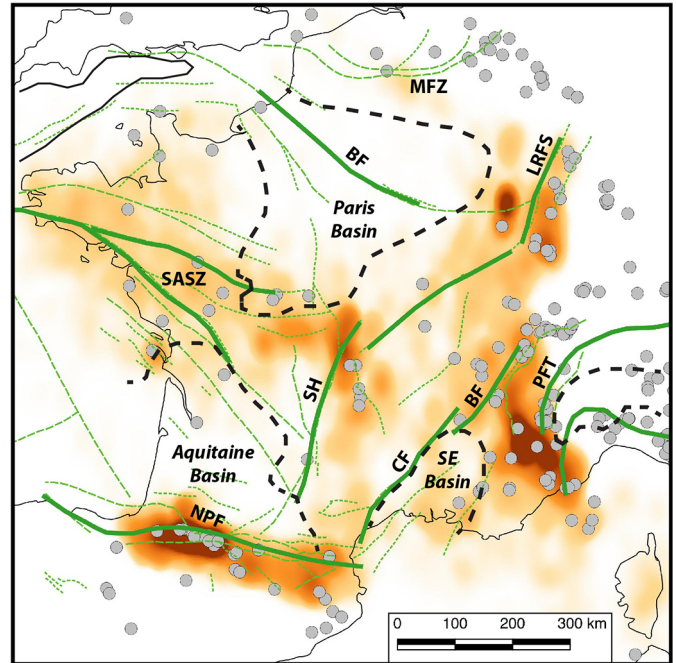 MFZ
BF
LRFS
Paris
Basin
SASZ
SH
BF
PFT
Aquitaine
Basin
CF
SE
Basin
NPF
0 100 200 300 km